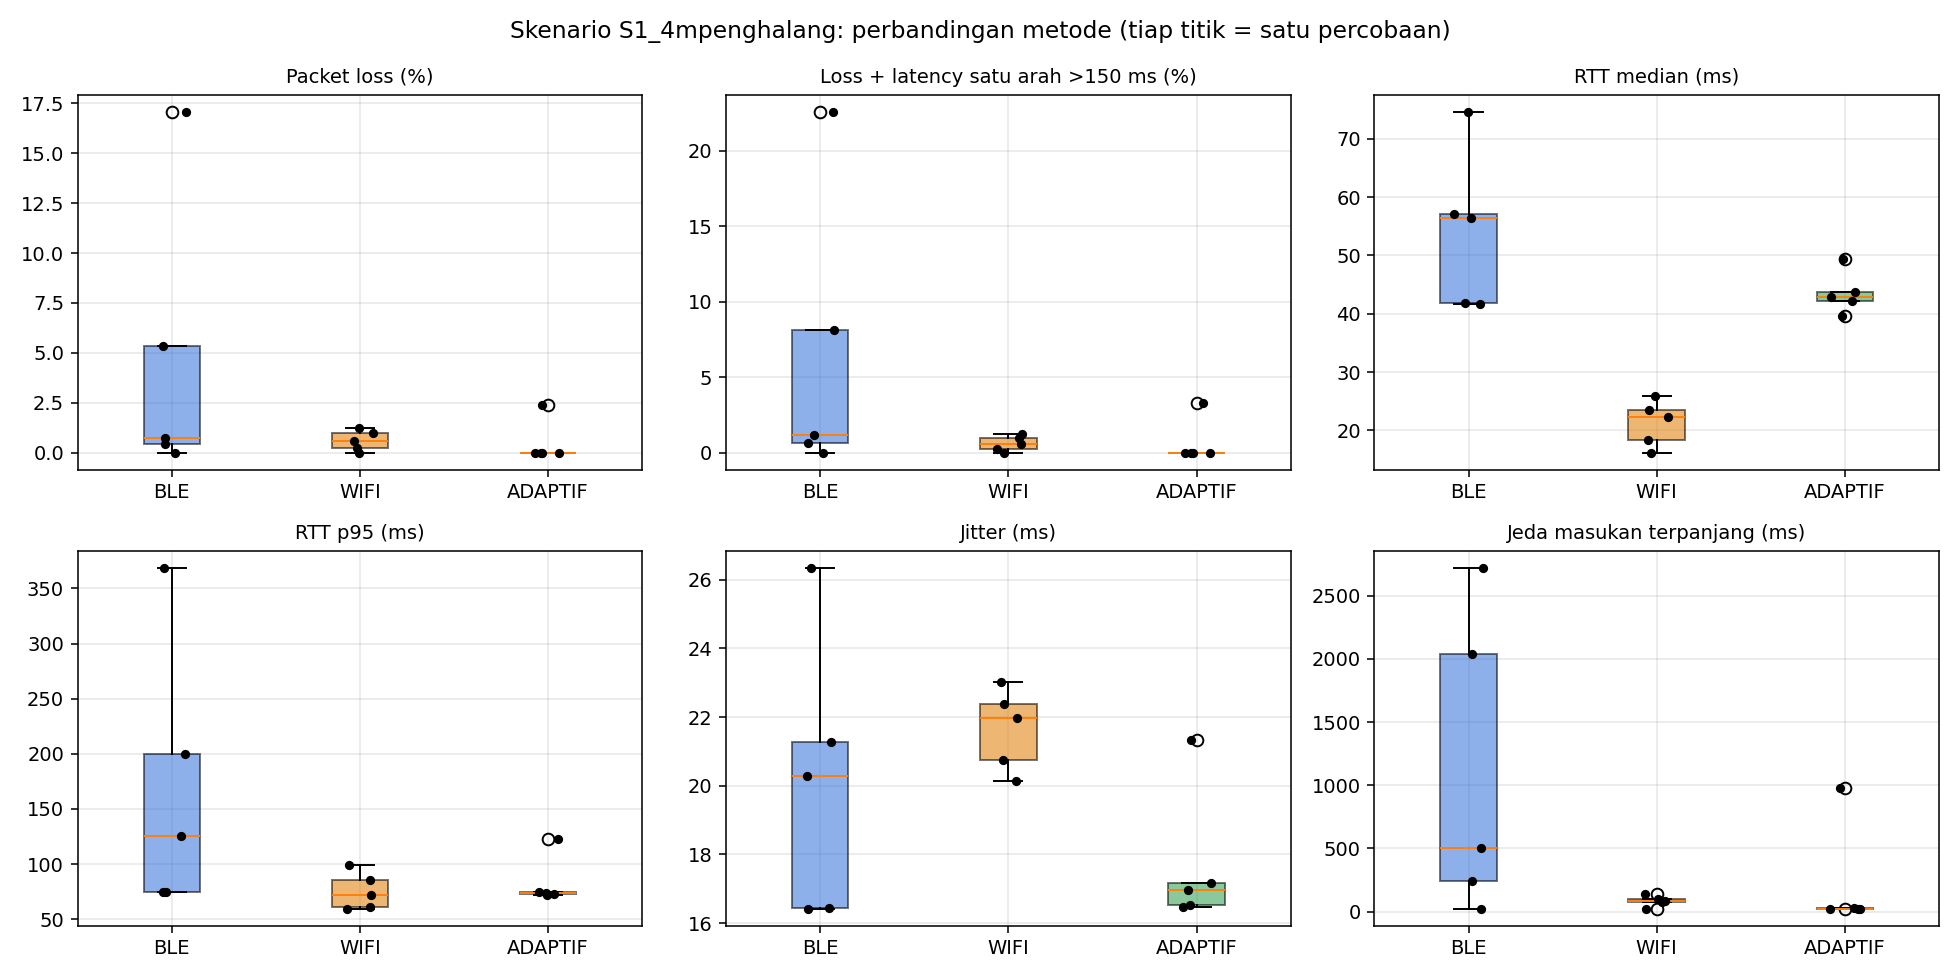 Skenario S1_4mpenghalang: perbandingan metode (tiap titik = satu percobaan)
Packet loss (%)
17.5
15.0
12.5
10.0
7.5
5.0
2.5
0.0
BLE WIFI ADAPTIF
Loss + latency satu arah >150 ms (%)
20
15
10
5
0
BLE WIFI ADAPTIF
RTT median (ms)
70
60
50
40
30
20
BLE WIFI ADAPTIF
RTT p95 (ms)
350
300
250
200
150
100
50
BLE WIFI ADAPTIF
Jitter (ms)
26
24
22
20
18
16
BLE WIFI ADAPTIF
Jeda masukan terpanjang (ms)
2500
2000
1500
1000
500
0
BLE WIFI ADAPTIF